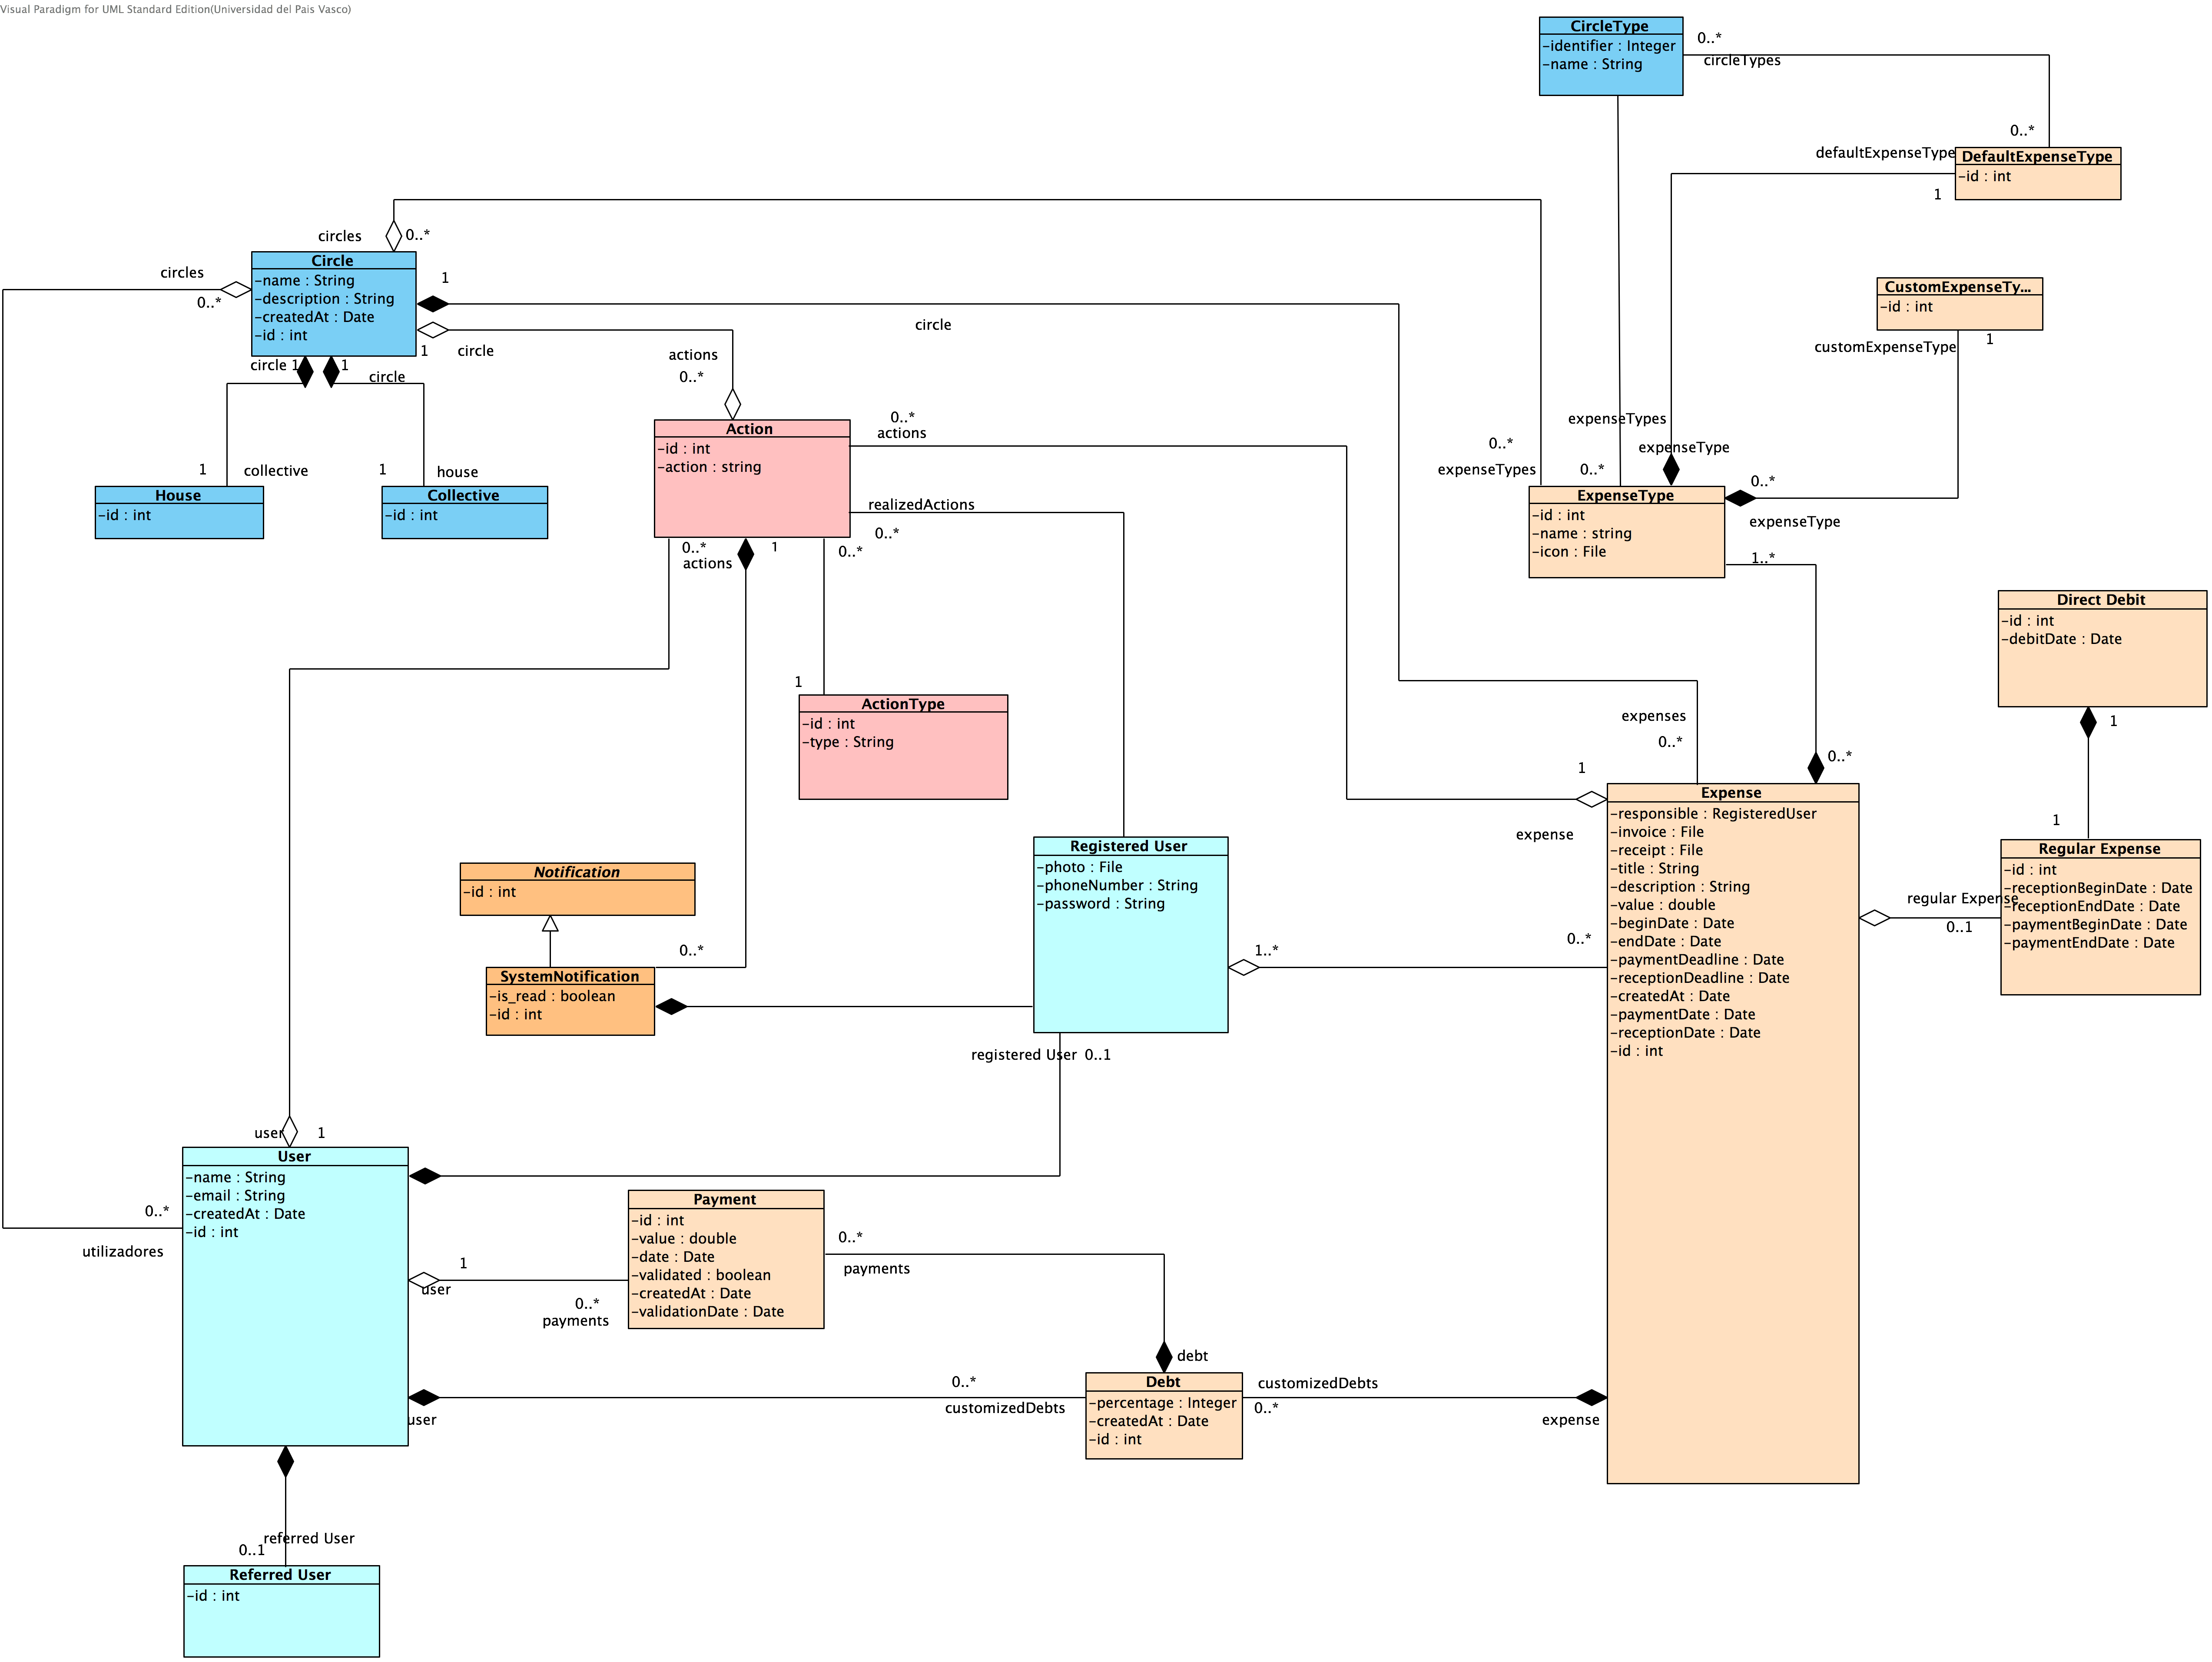 Visual Paradigm for UML Standard Edition(Universidad del Pais Vasco)
CircleType
-identifier : Integer
-name : String
0..*
circleTypes
0..*
defaultExpenseType
1
DefaultExpenseType
-id : int
circles
0..*
circles
0..*
Circle
-name : String
-description : String
-createdAt : Date
-id : int
1
circle
1
circle
actions
0..*
circle 1
1
circle
1
collective
1
house
House
-id : int
Collective
-id : int
CustomExpenseTy...
-id : int
customExpenseType
1
Action
-id : int
-action : string
0..*
actions
realizedActions
0..*
0..*
actions
1
0..*
expenseTypes
expenseType
0..*
expenseTypes
0..*
0..*
expenseType
ExpenseType
-id : int
-name : string
-icon : File
1..*
Direct Debit
-id : int
-debitDate : Date
1
1
1
ActionType
-id : int
-type : String
expenses
0..*
0..*
1
expense
Expense
-responsible : RegisteredUser
-invoice : File
-receipt : File
-title : String
-description : String
-value : double
-beginDate : Date
-endDate : Date
-paymentDeadline : Date
-receptionDeadline : Date
-createdAt : Date
-paymentDate : Date
-receptionDate : Date
-id : int
Regular Expense
-id : int
-receptionBeginDate : Date
-receptionEndDate : Date
-paymentBeginDate : Date
-paymentEndDate : Date
regular Expense
0..1
Registered User
-photo : File
-phoneNumber : String
-password : String
1..*
0..*
Notification
-id : int
0..*
SystemNotification
-is_read : boolean
-id : int
registered User 0..1
user
1
User
-name : String
-email : String
-createdAt : Date
-id : int
0..*
utilizadores
1
user
0..*
payments
Payment
-id : int
-value : double
-date : Date
-validated : boolean
-createdAt : Date
-validationDate : Date
0..*
payments
debt
Debt
-percentage : Integer
-createdAt : Date
-id : int
0..*
customizedDebts
user
customizedDebts
0..*
expense
referred User
0..1
Referred User
-id : int